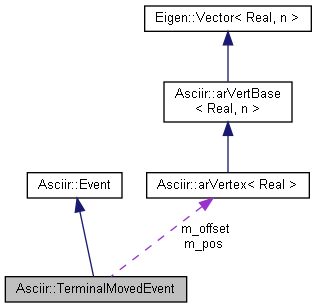 Eigen::Vector< Real, n >
Asciir::arVertBase
< Real, n >
Asciir::Event
Asciir::arVertex< Real >
m_offset
m_pos
Asciir::TerminalMovedEvent